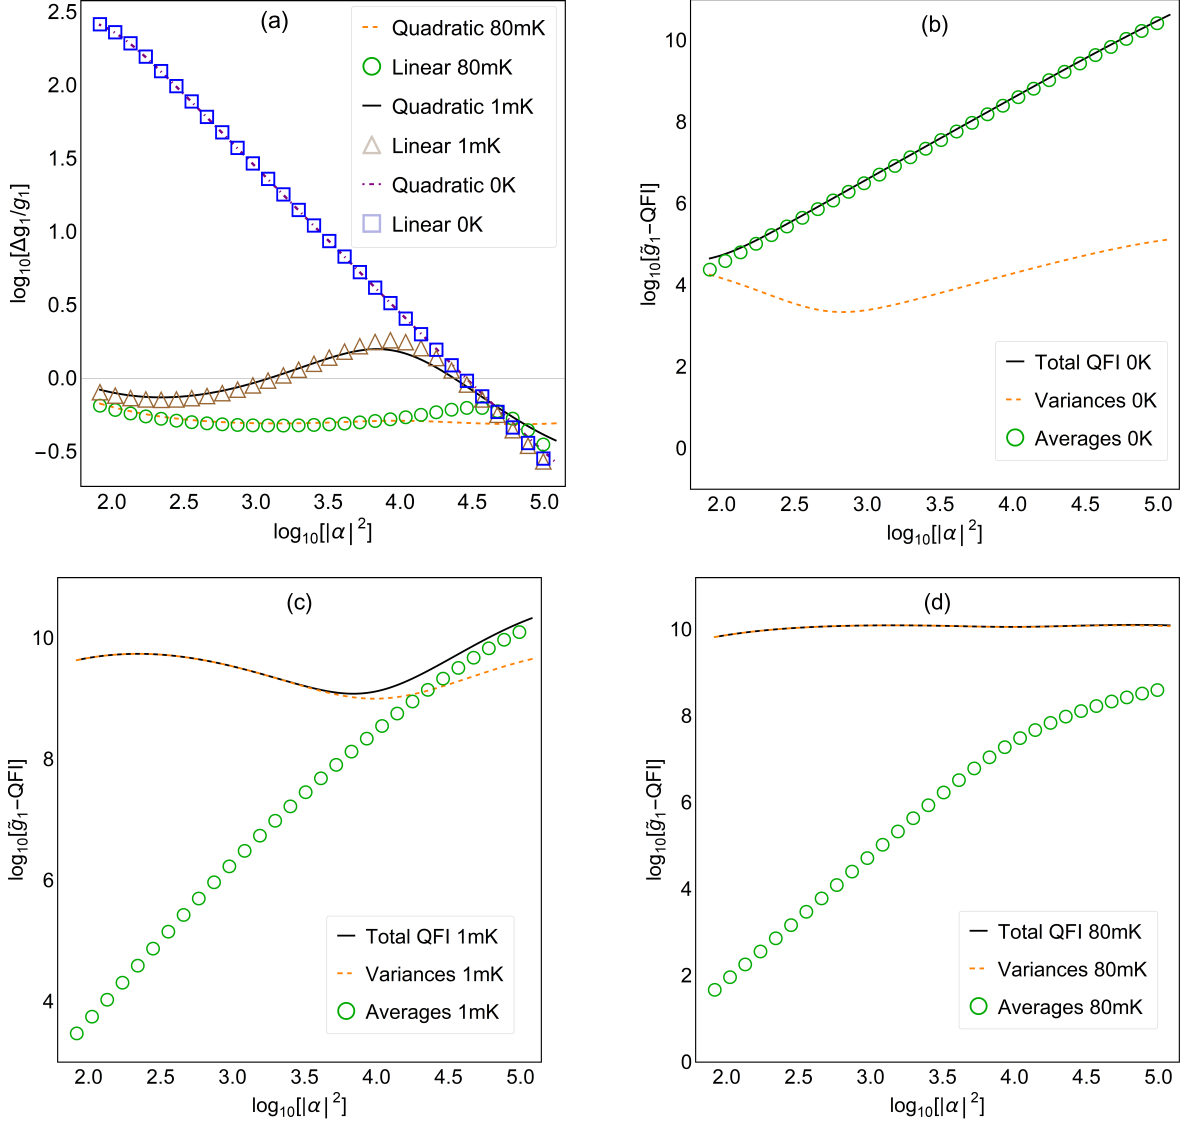 (a)
2.5
2.0
1.5
1.0
0.5
0.0
−0.5
log10[Δg1/g1]
Quadratic 80mK
Linear 80mK
Quadratic 1mK
Linear 1mK
Quadratic 0K
Linear 0K
2.0 2.5 3.0 3.5 4.0 4.5 5.0
log10[|α|2]
(b)
10
8
6
4
2
0
log10[g̃1−QFI]
Total QFI 0K
Variances 0K
Averages 0K
2.0 2.5 3.0 3.5 4.0 4.5 5.0
log10[|α|2]
(c)
10
8
6
4
log10[g̃1−QFI]
Total QFI 1mK
Variances 1mK
Averages 1mK
2.0 2.5 3.0 3.5 4.0 4.5 5.0
log10[|α|2]
(d)
10
8
6
4
2
0
log10[g̃1−QFI]
Total QFI 80mK
Variances 80mK
Averages 80mK
2.0 2.5 3.0 3.5 4.0 4.5 5.0
log10[|α|2]